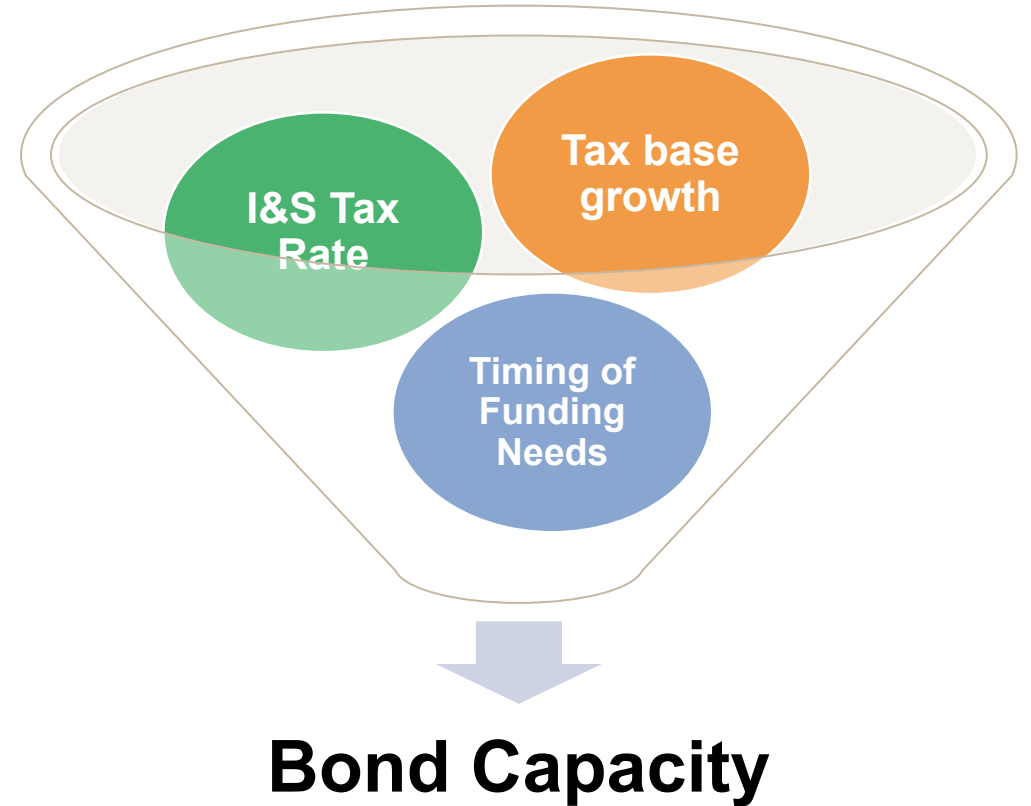 Tax base
growth
I&S Tax
Rate
Timing of
Funding
Needs
Bond Capacity